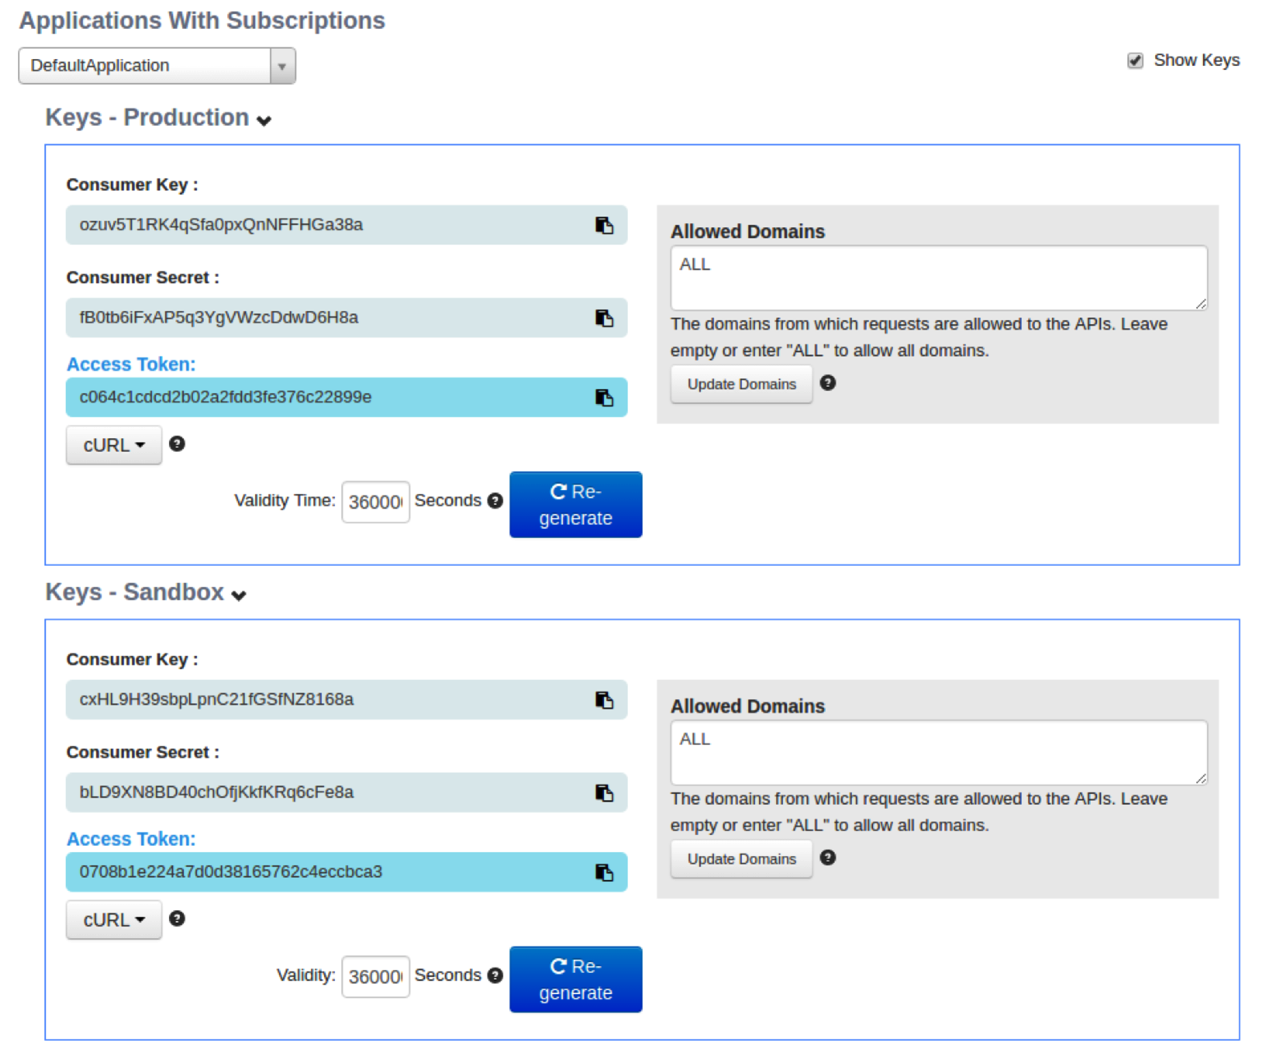 Applications With Subscriptions
DefaultApplication
Show Keys
Keys - Production
Consumer Key :
ozuv5T1RK4qSfa0pxQnNFFHGa38a
Consumer Secret :
fB0tb6iFxAP5q3YgVWzcDdwD6H8a
Access Token:
c064c1cdcd2b02a2fdd3fe376c22899e
cURL
Validity Time: 36000 Seconds
Re-
generate
Allowed Domains
ALL
The domains from which requests are allowed to the APIs. Leave
empty or enter "ALL" to allow all domains.
Update Domains
Keys - Sandbox
Consumer Key :
cxHL9H39sbpLpnC21fGSfNZ8168a
Consumer Secret :
bLD9XN8BD40chOfjKkfKRq6cFe8a
Access Token:
0708b1e224a7d0d38165762c4eccbca3
cURL
Validity: 36000 Seconds
Re-
generate
Allowed Domains
ALL
The domains from which requests are allowed to the APIs. Leave
empty or enter "ALL" to allow all domains.
Update Domains